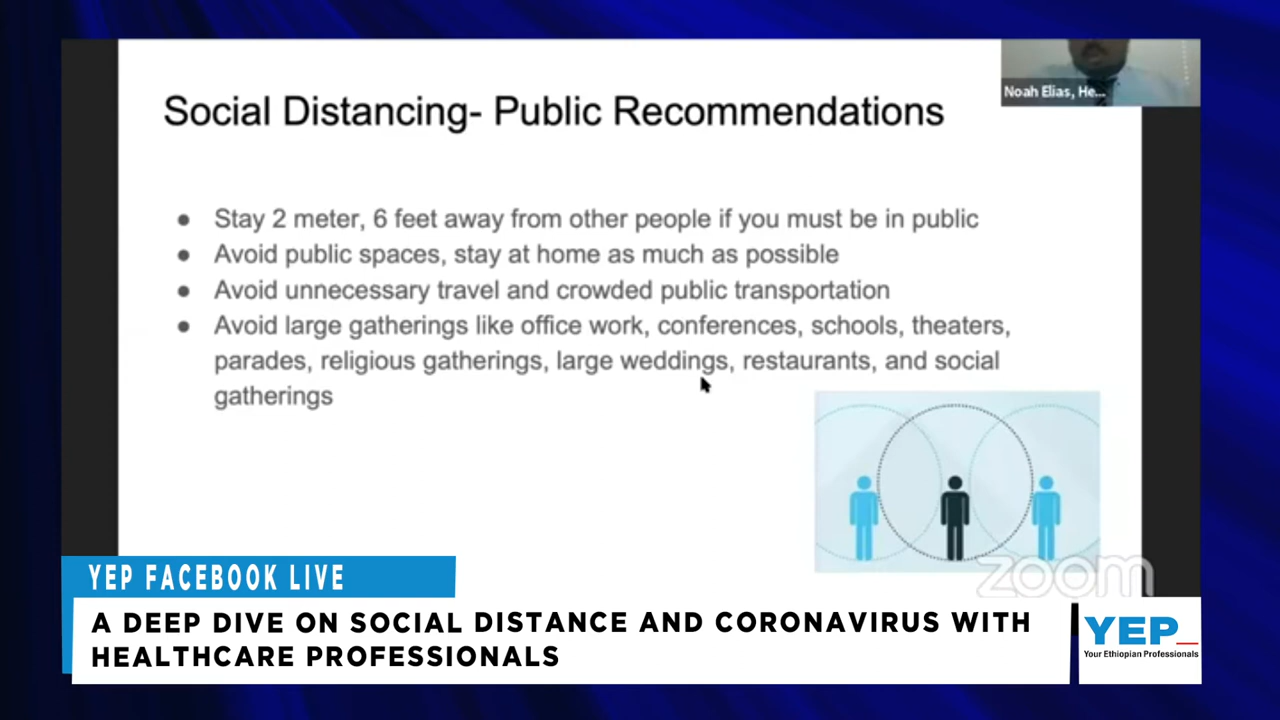 Social Distancing- Public Recommendations
Noah Elias, He...
● Stay 2 meter, 6 feet away from other people if you must be in public
● Avoid public spaces, stay at home as much as possible
● Avoid unnecessary travel and crowded public transportation
● Avoid large gatherings like office work, conferences, schools, theaters,
parades, religious gatherings, large weddings, restaurants, and social
gatherings
zoom
YEP FACEBOOK LIVE
A DEEP DIVE ON SOCIAL DISTANCE AND CORONAVIRUS WITH
HEALTHCARE PROFESSIONALS
YEP_
Your Ethiopian Professionals